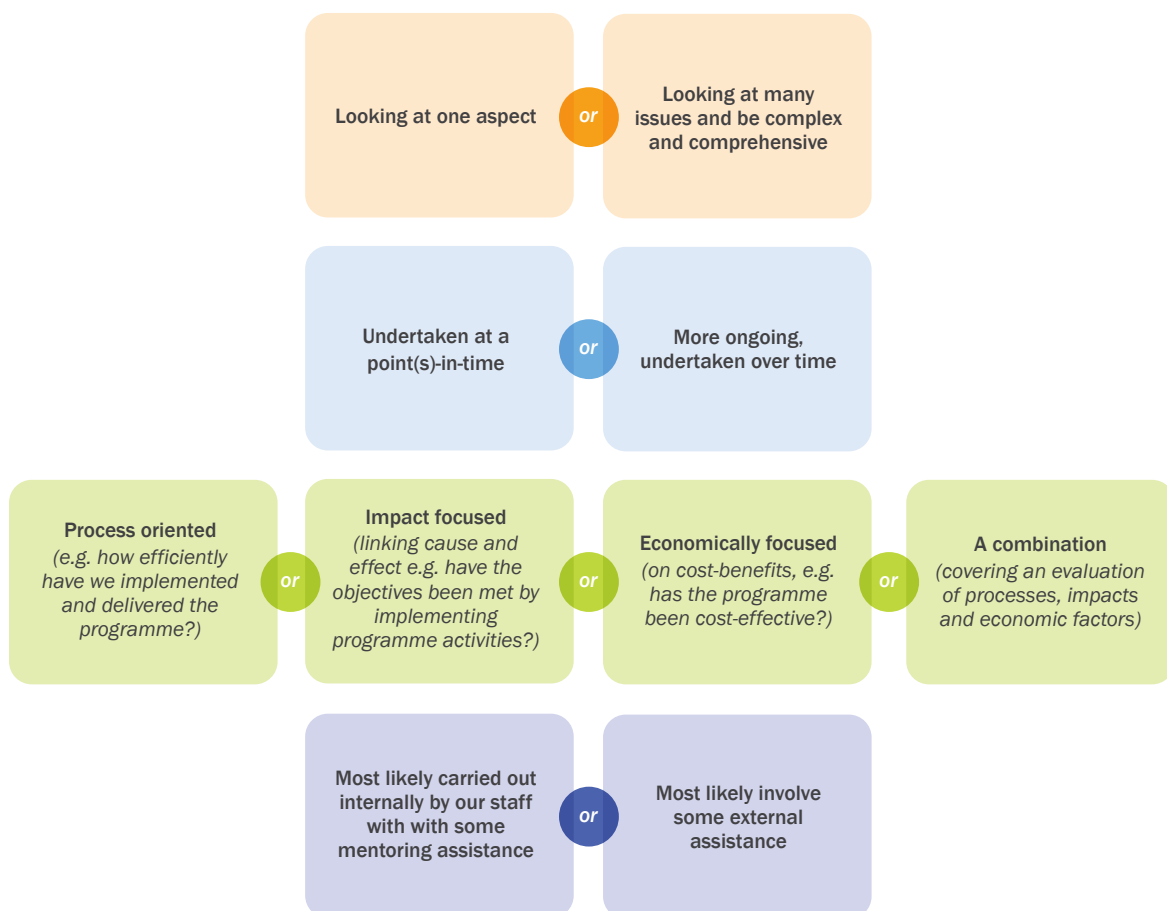 Looking at one aspect
or
Looking at many
issues and be complex
and comprehensive
Undertaken at a
point(s)-in-time
or
More ongoing,
undertaken over time
Process oriented
(e.g. how efficiently
have we implemented
and delivered the
programme?)
or
Impact focused
(linking cause and
effect e.g. have the
objectives been met by
implementing
programme activities?)
or
Economically focused
(on cost-benefits, e.g.
has the programme
been cost-effective?)
or
A combination
(covering an evaluation
of processes, impacts
and economic factors)
Most likely carried out
internally by our staff
with with some
mentoring assistance
or
Most likely involve
some external
assistance